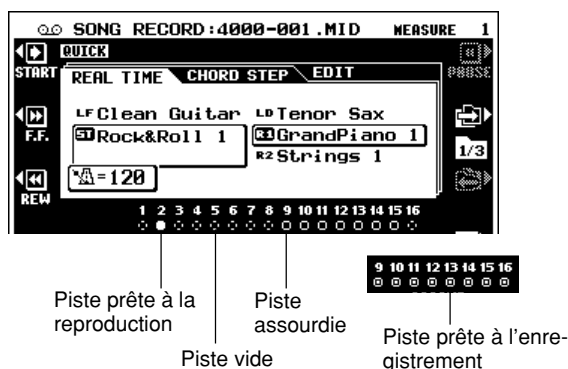 SONG RECORD:4000-001.MID MEASURE 1
QUICK
START
REAL TIME CHORD STEP EDIT
PAUSE
LF Clean Guitar LD Tenor Sax
F.F.
ST Rock&Roll 1 R1 GrandPiano 1
1/3
R2 Strings 1
=120
REW
1 2 3 4 5 6 7 8 9 10 11 12 13 14 15 16
9 10 11 12 13 14 15 16
Piste prête à la
reproduction
Piste
assourdie
Piste vide
Piste prête à l'enre-
gistrement